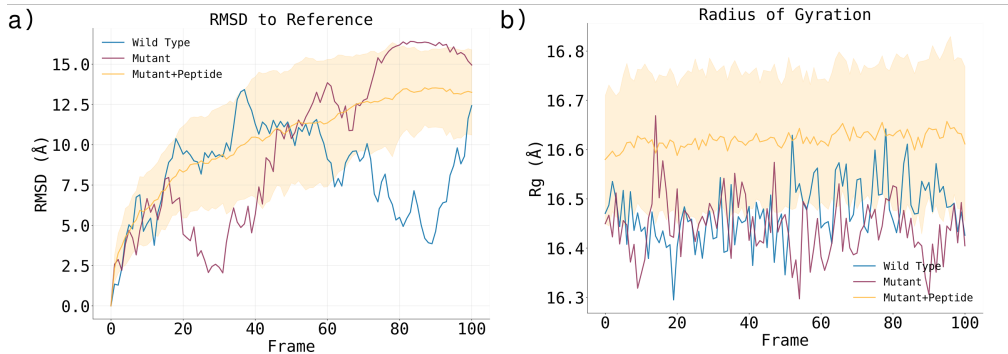 a)
RMSD to Reference
Wild Type
Mutant
Mutant+Peptide
15.0
12.5
10.0
7.5
5.0
2.5
0.0
RMSD (Å)
0 20 40 60 80 100
Frame
b)
Radius of Gyration
16.8
16.7
16.6
16.5
16.4
16.3
Rg (Å)
Wild Type
Mutant
Mutant+Peptide
0 20 40 60 80 100
Frame